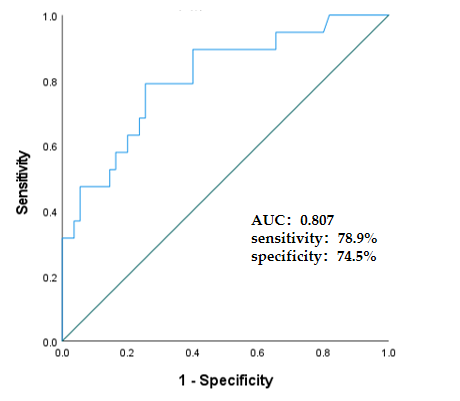 1.0
0.8
0.6
0.4
0.2
0.0
Sensitivity
AUC: 0.807
sensitivity: 78.9%
specificity: 74.5%
0.0 0.2 0.4 0.6 0.8 1.0
1 - Specificity